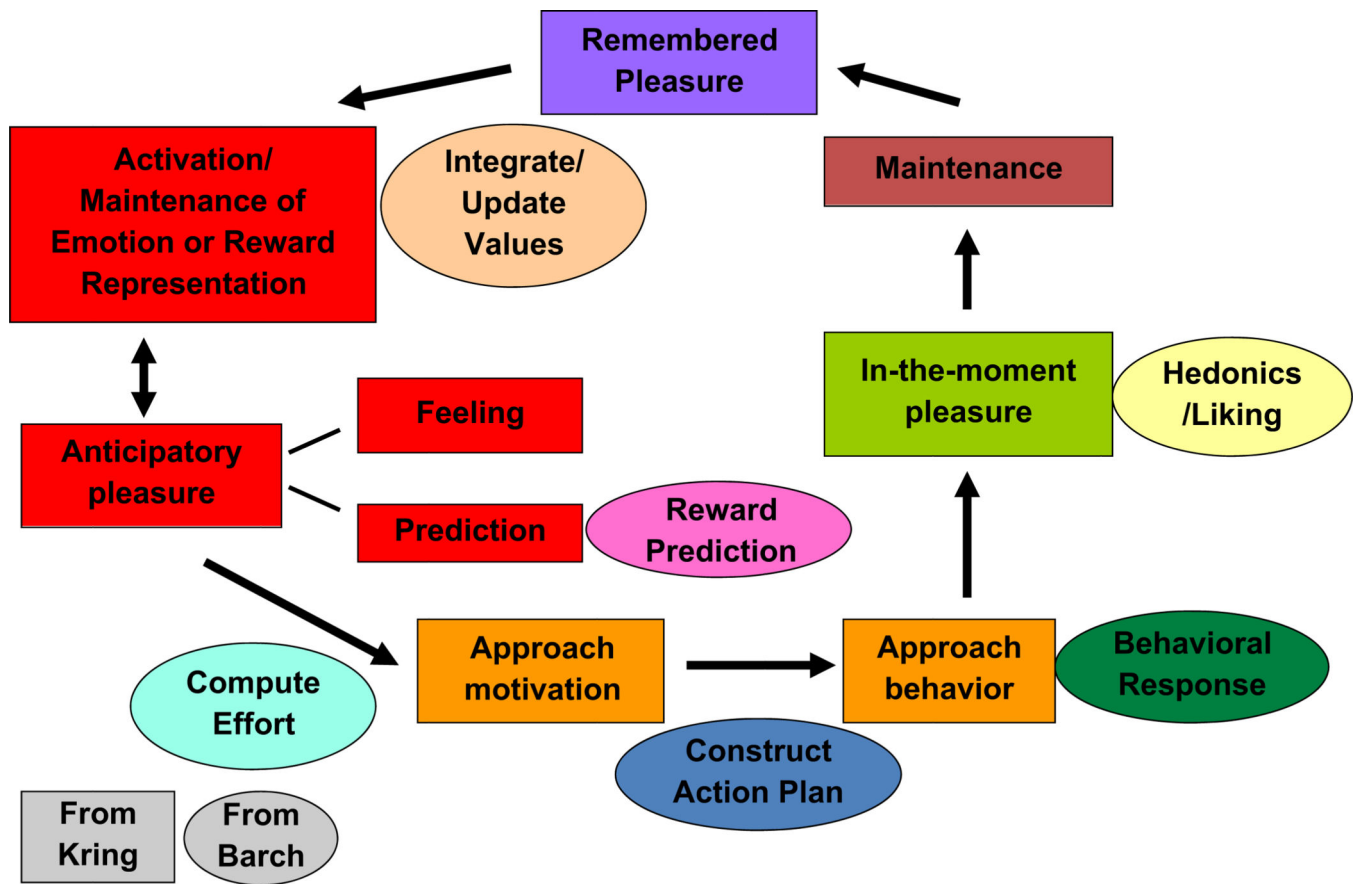 Remembered
Pleasure
Activation/
Maintenance of
Emotion or Reward
Representation
Integrate/
Update
Values
Maintenance
In-the-moment
pleasure
Hedonics
/Liking
Anticipatory
pleasure
Feeling
Prediction
Reward
Prediction
Compute
Effort
Approach
motivation
Construct
Action Plan
Approach
behavior
Behavioral
Response
From
Kring
From
Barch